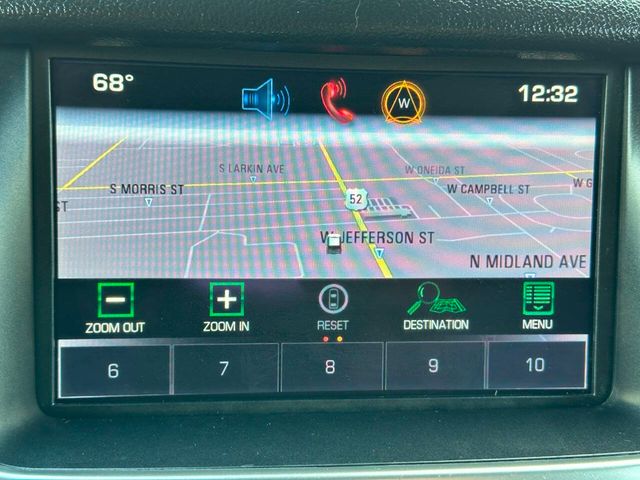 68°
W
12:32
S LARKIN AVE
W ONEIDA ST
S MORRIS ST
W CAMPBELL ST
W G
ST
52
W JEFFERSON ST
N MIDLAND AVE
ZOOM OUT
ZOOM IN
RESET
DESTINATION
MENU
6
7
8
9
10